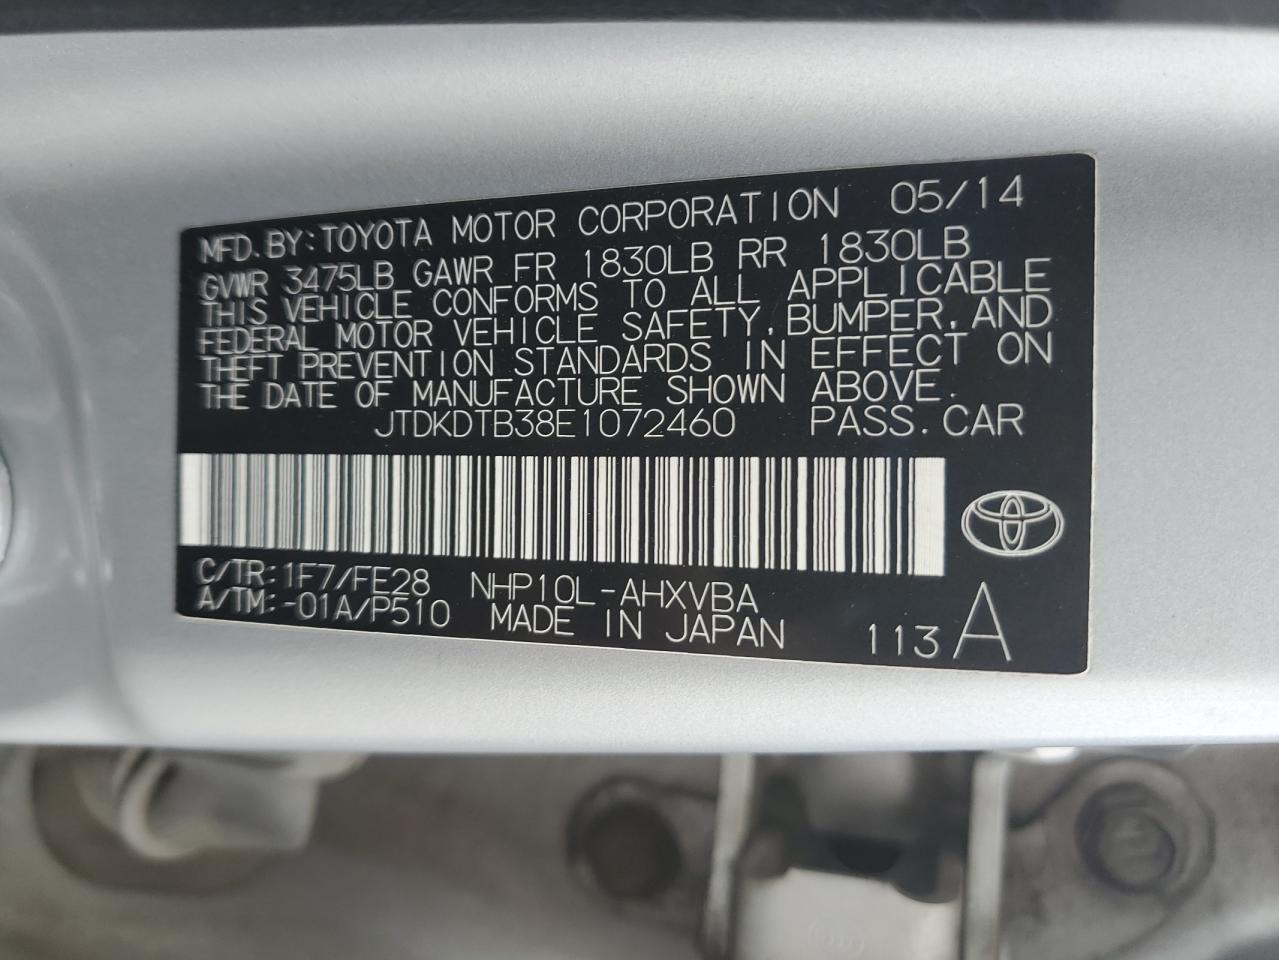 MFD.BY:TOYOTA MOTOR CORPORATION 05/14
GVWR 3475LB GAWR FR 1830LB RR 1830LB
THIS VEHICLE CONFORMS TO ALL APPLICABLE
FEDERAL MOTOR VEHICLE SAFETY,BUMPER,AND
THEFT PREVENTION STANDARDS IN EFFECT ON
THE DATE OF MANUFACTURE SHOWN ABOVE.
JTDKDTB38E1072460 PASS.CAR
C/TR:1F7/FE28 NHP10L-AHXVBA
A/TM:-01A/P510 MADE IN JAPAN 113 A